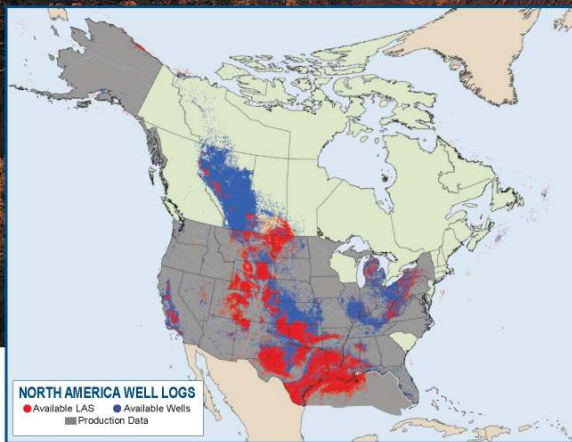 NORTH AMERICA WELL LOGS
Available LAS Available Wells
Production Data